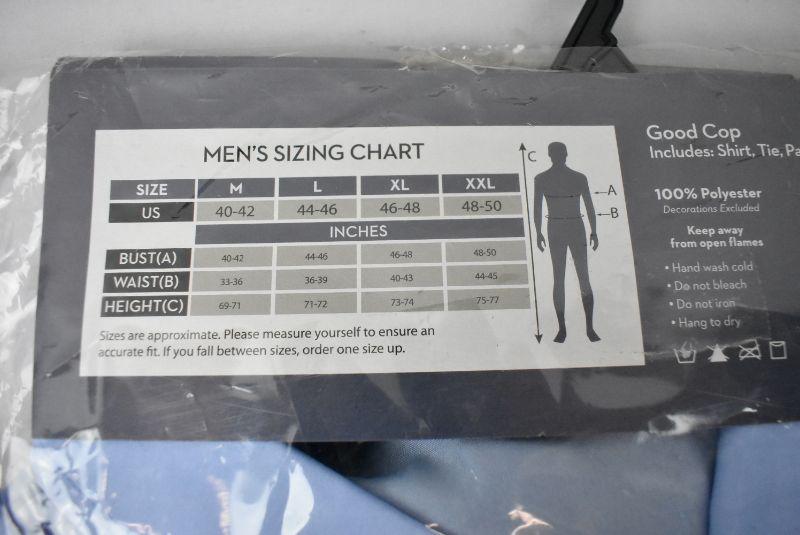 MEN'S SIZING CHART
SIZE M L XL XXL
US 40-42 44-46 46-48 48-50
INCHES
BUST(A) 40-42 44-46 46-48 48-50
WAIST(B) 33-36 36-39 40-43 44-45
HEIGHT(C) 69-71 71-72 73-74 75-77
Sizes are approximate. Please measure yourself to ensure an
accurate fit. If you fall between sizes, order one size up.
C
A
B
Good Cop
Includes: Shirt, Tie, Pa
100% Polyester
Decorations Excluded
Keep away
from open flames
• Hand wash cold
• Do not bleach
• Do not iron
• Hang to dry